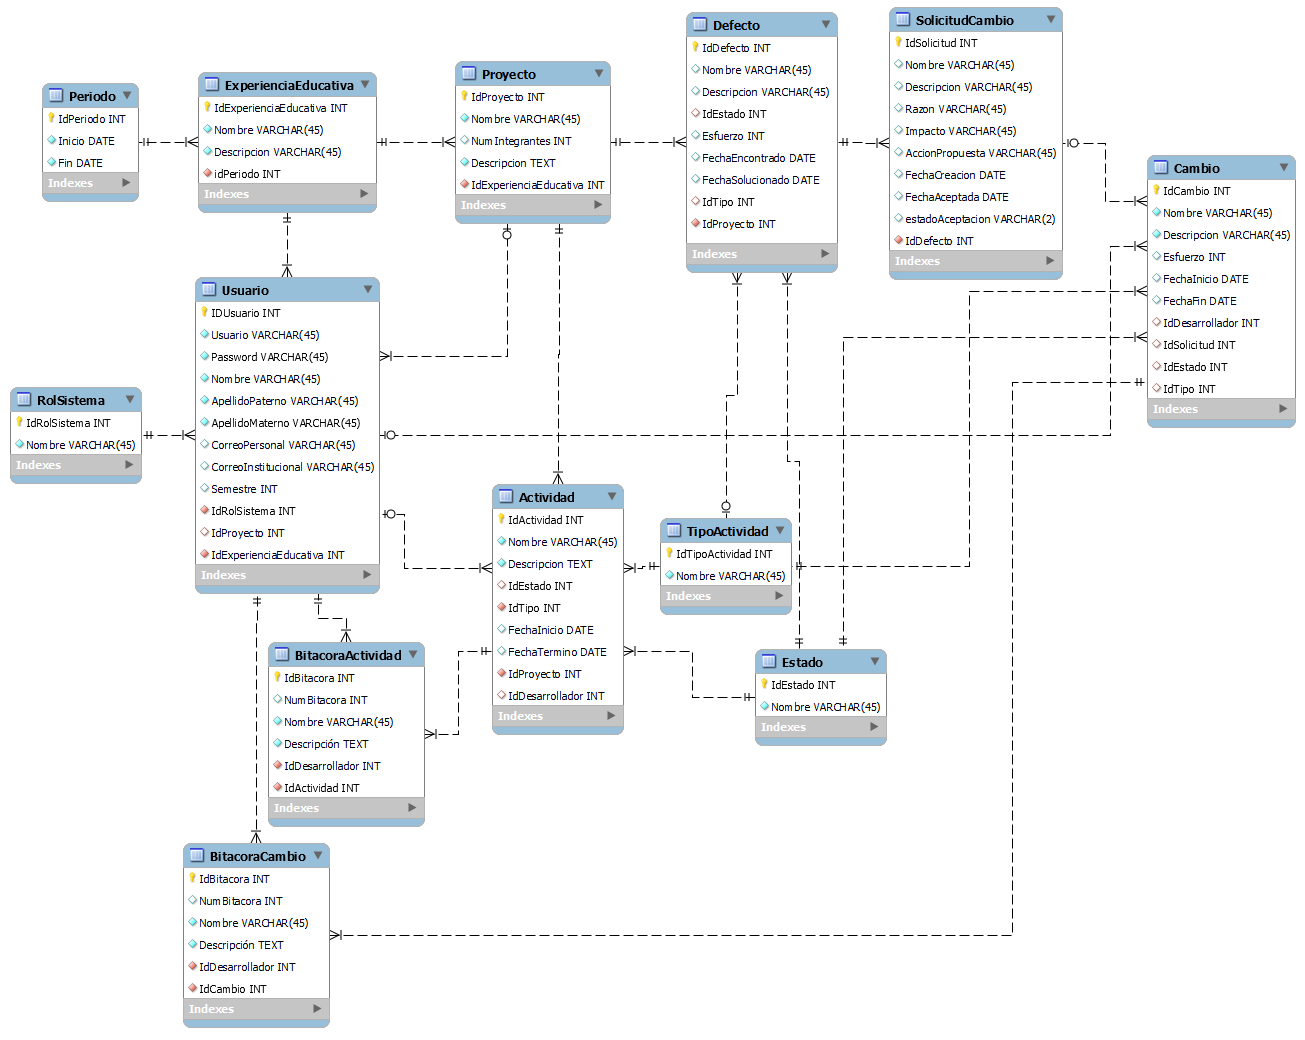 Periodo
IdPeriodo INT
Inicio DATE
Fin DATE
Indexes
ExperienciaEducativa
IdExperienciaEducativa INT
Nombre VARCHAR(45)
Descripcion VARCHAR(45)
idPeriodo INT
Indexes
Proyecto
IdProyecto INT
Nombre VARCHAR(45)
NumIntegrantes INT
Descripcion TEXT
IdExperienciaEducativa INT
Indexes
Defecto
IdDefecto INT
Nombre VARCHAR(45)
Descripcion VARCHAR(45)
IdEstado INT
Esfuerzo INT
FechaEncontrado DATE
FechaSolucionado DATE
IdTipo INT
IdProyecto INT
Indexes
SolicitudCambio
IdSolicitud INT
Nombre VARCHAR(45)
Descripcion VARCHAR(45)
Razon VARCHAR(45)
Impacto VARCHAR(45)
AccionPropuesta VARCHAR(45)
FechaCreacion DATE
FechaAceptada DATE
estadoAceptacion VARCHAR(2)
IdDefecto INT
Indexes
Cambio
IdCambio INT
Nombre VARCHAR(45)
Descripcion VARCHAR(45)
Esfuerzo INT
FechaInicio DATE
FechaFin DATE
IdDesarrollador INT
IdSolicitud INT
IdEstado INT
IdTipo INT
Indexes
Usuario
IDUsuario INT
Usuario VARCHAR(45)
Password VARCHAR(45)
Nombre VARCHAR(45)
ApellidoPaterno VARCHAR(45)
ApellidoMaterno VARCHAR(45)
CorreoPersonal VARCHAR(45)
CorreoInstitucional VARCHAR(45)
Semestre INT
IdRolSistema INT
IdProyecto INT
IdExperienciaEducativa INT
Indexes
RolSistema
IdRolSistema INT
Nombre VARCHAR(45)
Indexes
Actividad
IdActividad INT
Nombre VARCHAR(45)
Descripcion TEXT
IdEstado INT
IdTipo INT
FechaInicio DATE
FechaTermino DATE
IdProyecto INT
IdDesarrollador INT
Indexes
TipoActividad
IdTipoActividad INT
Nombre VARCHAR(45)
Indexes
Estado
IdEstado INT
Nombre VARCHAR(45)
Indexes
BitacoraActividad
IdBitacora INT
NumBitacora INT
Nombre VARCHAR(45)
Descripción TEXT
IdDesarrollador INT
IdActividad INT
Indexes
BitacoraCambio
IdBitacora INT
NumBitacora INT
Nombre VARCHAR(45)
Descripción TEXT
IdDesarrollador INT
IdCambio INT
Indexes